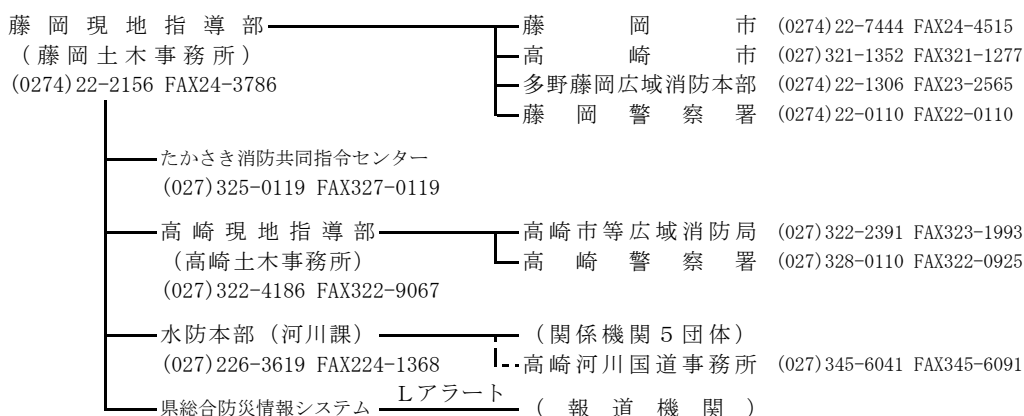 藤岡現地指導部 藤岡市 (0274)22-7444 FAX24-4515
(藤岡土木事務所) 高崎市 (027)321-1352 FAX321-1277
(0274)22-2156 FAX24-3786 多野藤岡広域消防本部 (0274)22-1306 FAX23-2565
藤岡警察署 (0274)22-0110 FAX22-0110
たかさき消防共同指令センター
(027)325-0119 FAX327-0119
高崎現地指導部 高崎市等広域消防局 (027)322-2391 FAX323-1993
(高崎土木事務所) 高崎警察署 (027)328-0110 FAX322-0925
(027)322-4186 FAX322-9067
水防本部(河川課) (関係機関5団体)
(027)226-3619 FAX224-1368 高崎河川国道事務所 (027)345-6041 FAX345-6091
県総合防災情報システム Lアラート (報道機関)